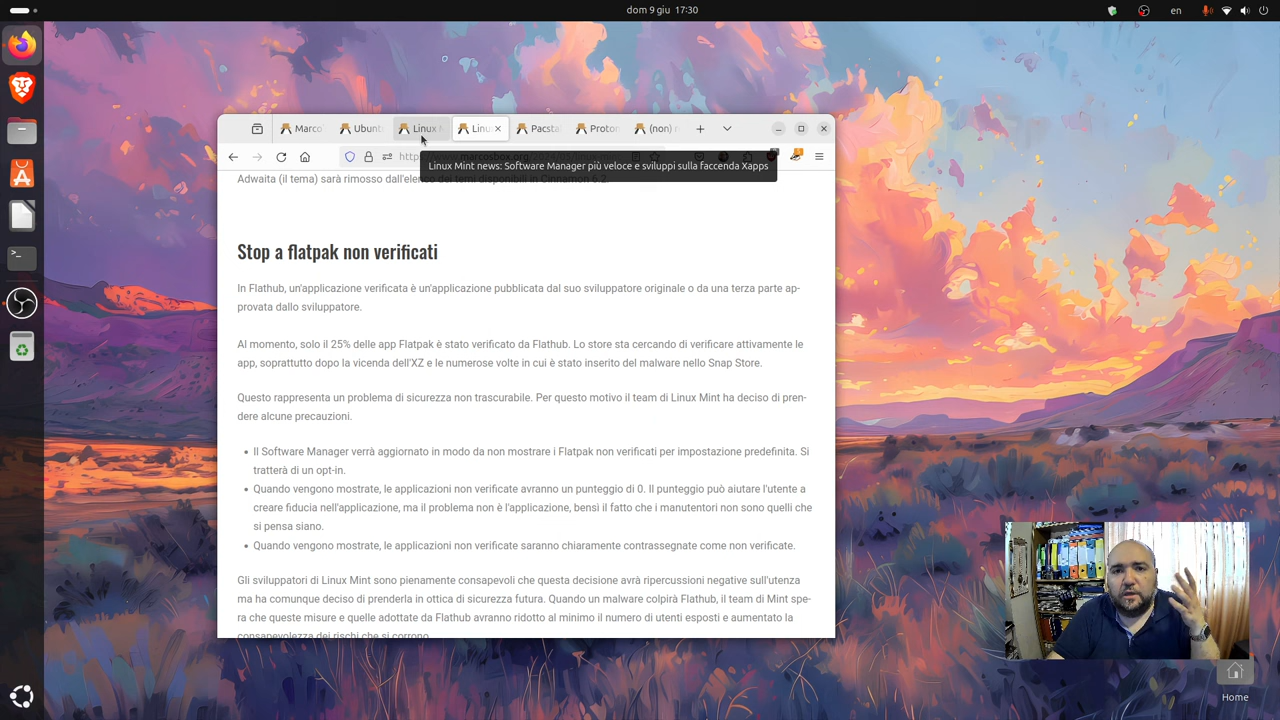 dom 9 giu 17:30
en
Marco
Ubunt
Linux
Linu
Pacsta
Proton
(non) n
Linux Mint news: Software Manager più veloce e sviluppi sulla faccenda Xapps
Adwaita (il tema) sarà rimosso dall'elenco dei temi disponibili in Cinnamon 6.2.
Stop a flatpak non verificati
In Flathub, un'applicazione verificata è un'applicazione pubblicata dal suo sviluppatore originale o da una terza parte ap-
provata dallo sviluppatore.
Al momento, solo il 25% delle app Flatpak è stato verificato da Flathub. Lo store sta cercando di verificare attivamente le
app, soprattutto dopo la vicenda dell'XZ e le numerose volte in cui è stato inserito del malware nello Snap Store.
Questo rappresenta un problema di sicurezza non trascurabile. Per questo motivo il team di Linux Mint ha deciso di pren-
dere alcune precauzioni.
• Il Software Manager verrà aggiornato in modo da non mostrare i Flatpak non verificati per impostazione predefinita. Si
tratterà di un opt-in.
• Quando vengono mostrate, le applicazioni non verificate avranno un punteggio di 0. Il punteggio può aiutare l'utente a
creare fiducia nell'applicazione, ma il problema non è l'applicazione, bensì il fatto che i manutentori non sono quelli che
si pensa siano.
• Quando vengono mostrate, le applicazioni non verificate saranno chiaramente contrassegnate come non verificate.
Gli sviluppatori di Linux Mint sono pienamente consapevoli che questa decisione avrà ripercussioni negative sull'utenza
ma ha comunque deciso di prenderla in ottica di sicurezza futura. Quando un malware colpirà Flathub, il team di Mint spe-
ra che queste misure e quelle adottate da Flathub avranno ridotto al minimo il numero di utenti esposti e aumentato la
consapevolezza dei rischi che si corrono.
Home